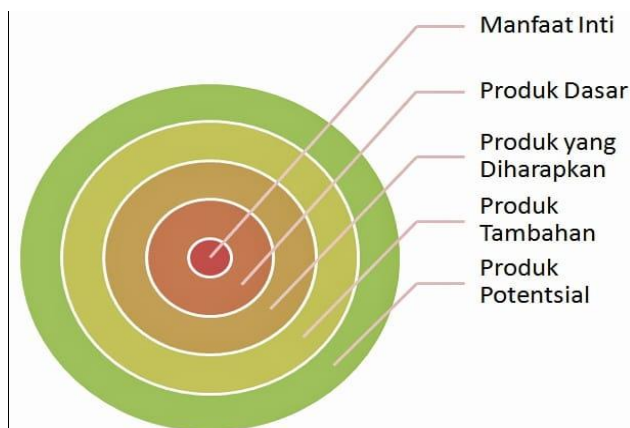 Manfaat Inti
Produk Dasar
Produk yang
Diharapkan
Produk
Tambahan
Produk
Potentsial